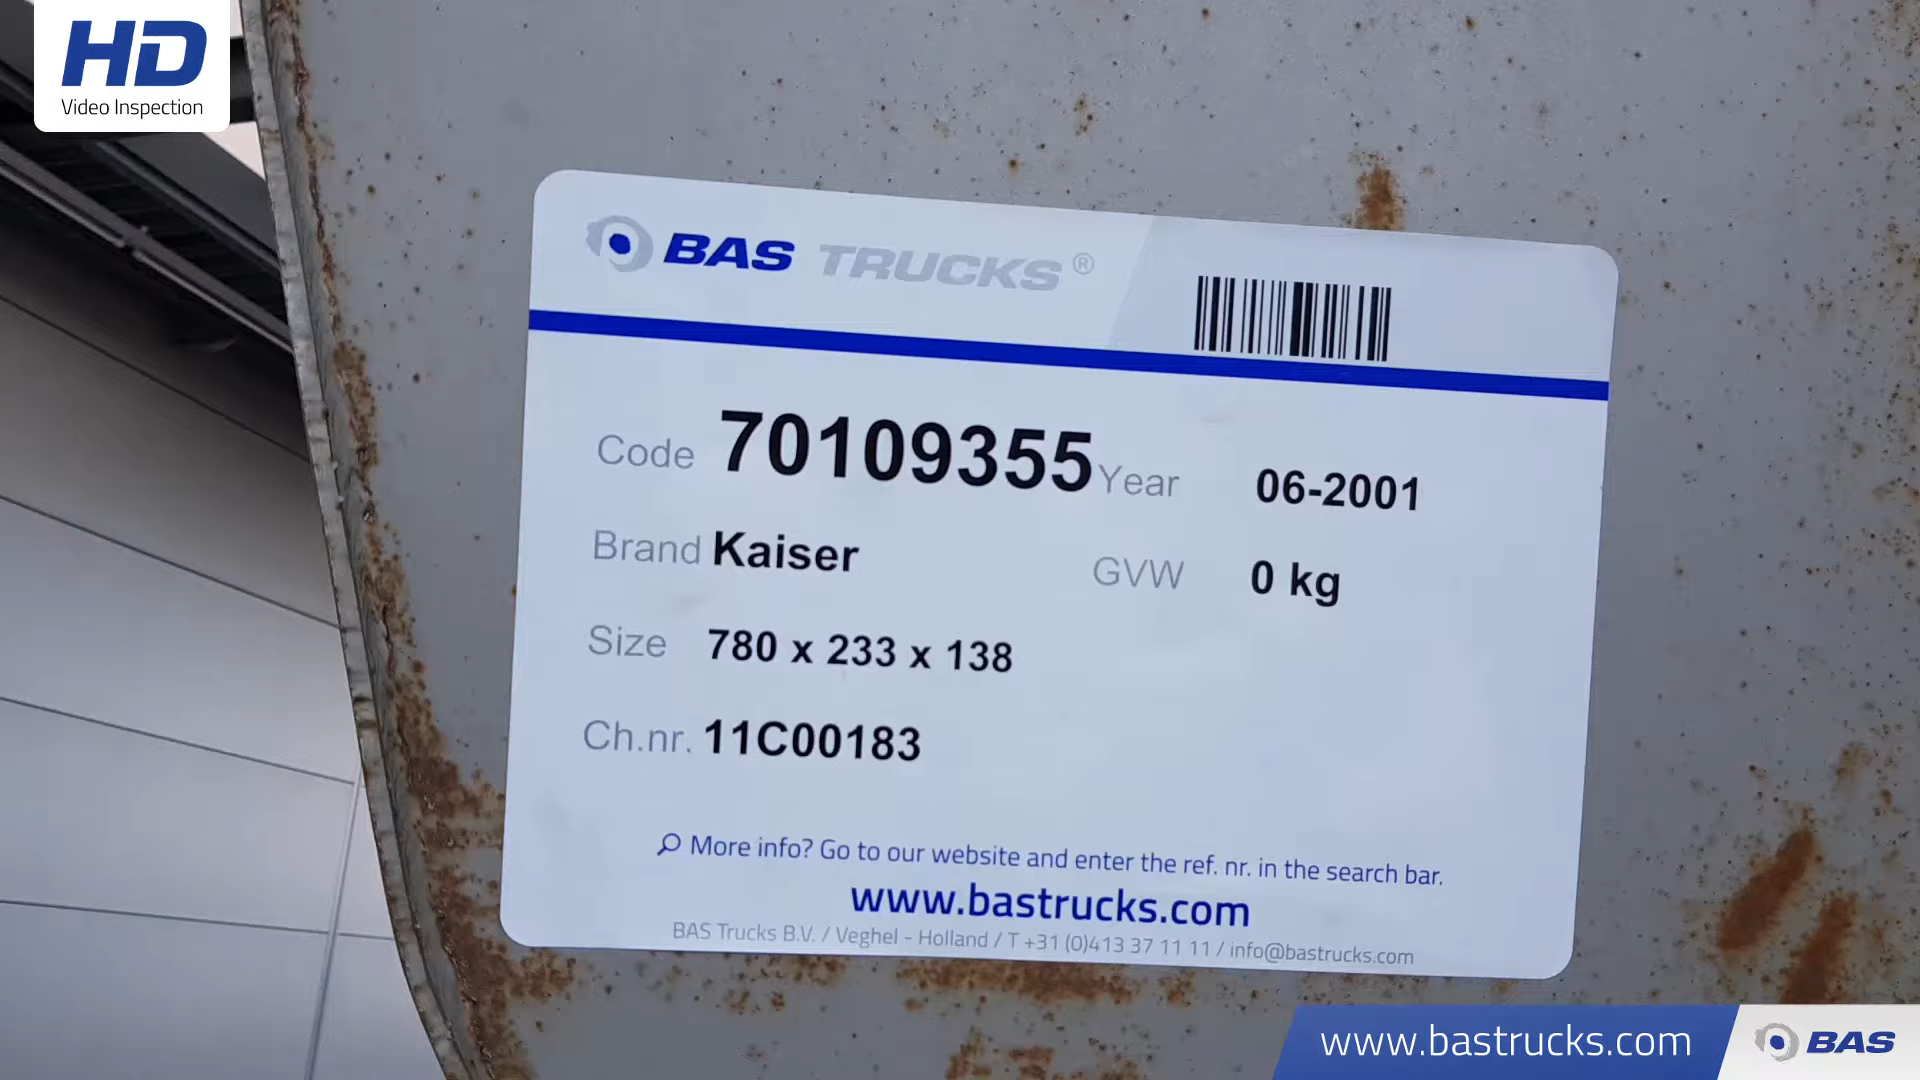 HD
Video Inspection
BAS TRUCKS®
Code 70109355 Year 06-2001
Brand Kaiser GVW 0 kg
Size 780 x 233 x 138
Ch.nr. 11C00183
More info? Go to our website and enter the ref. nr. in the search bar.
www.bastrucks.com
BAS Trucks B.V. / Veghel - Holland / T +31 (0)413 37 11 11 / info@bastrucks.com
www.bastrucks.com BAS